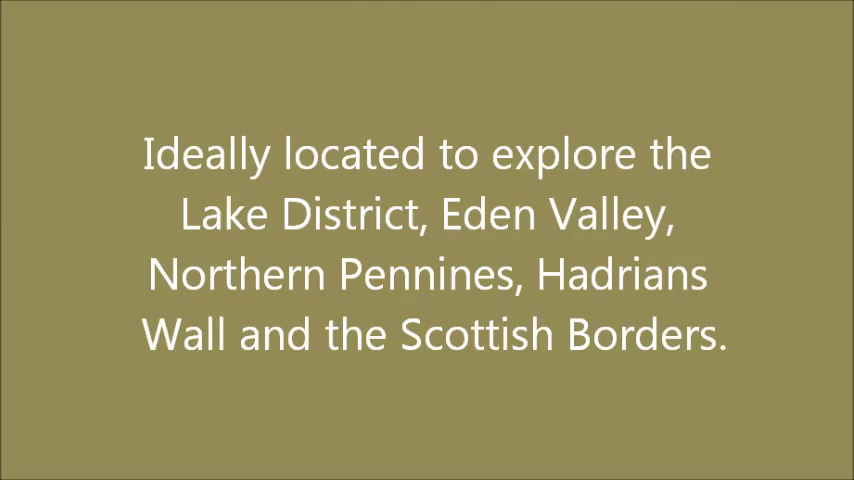 Ideally located to explore the
Lake District, Eden Valley,
Northern Pennines, Hadrians
Wall and the Scottish Borders.